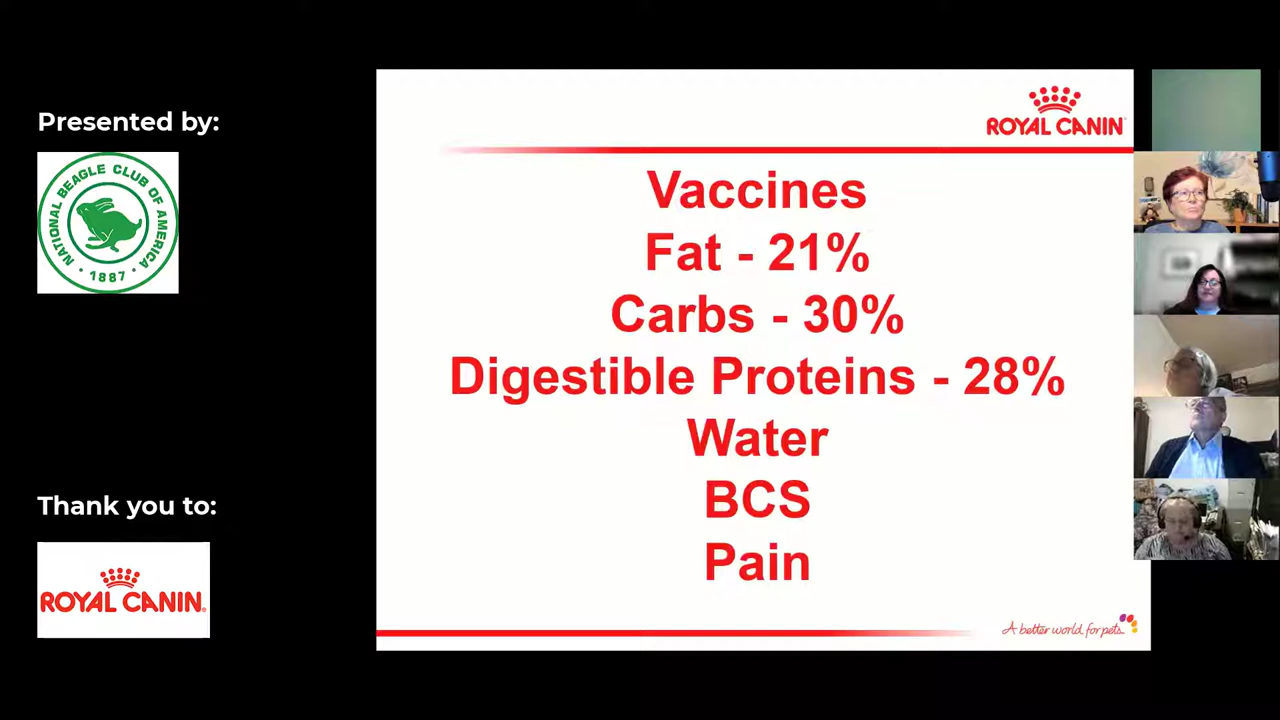 Presented by:
NATIONAL BEAGLE CLUB OF AMERICA
• 1887 •
Thank you to:
ROYAL CANIN®
ROYAL CANIN
Vaccines
Fat - 21%
Carbs - 30%
Digestible Proteins - 28%
Water
BCS
Pain
A better world for pets